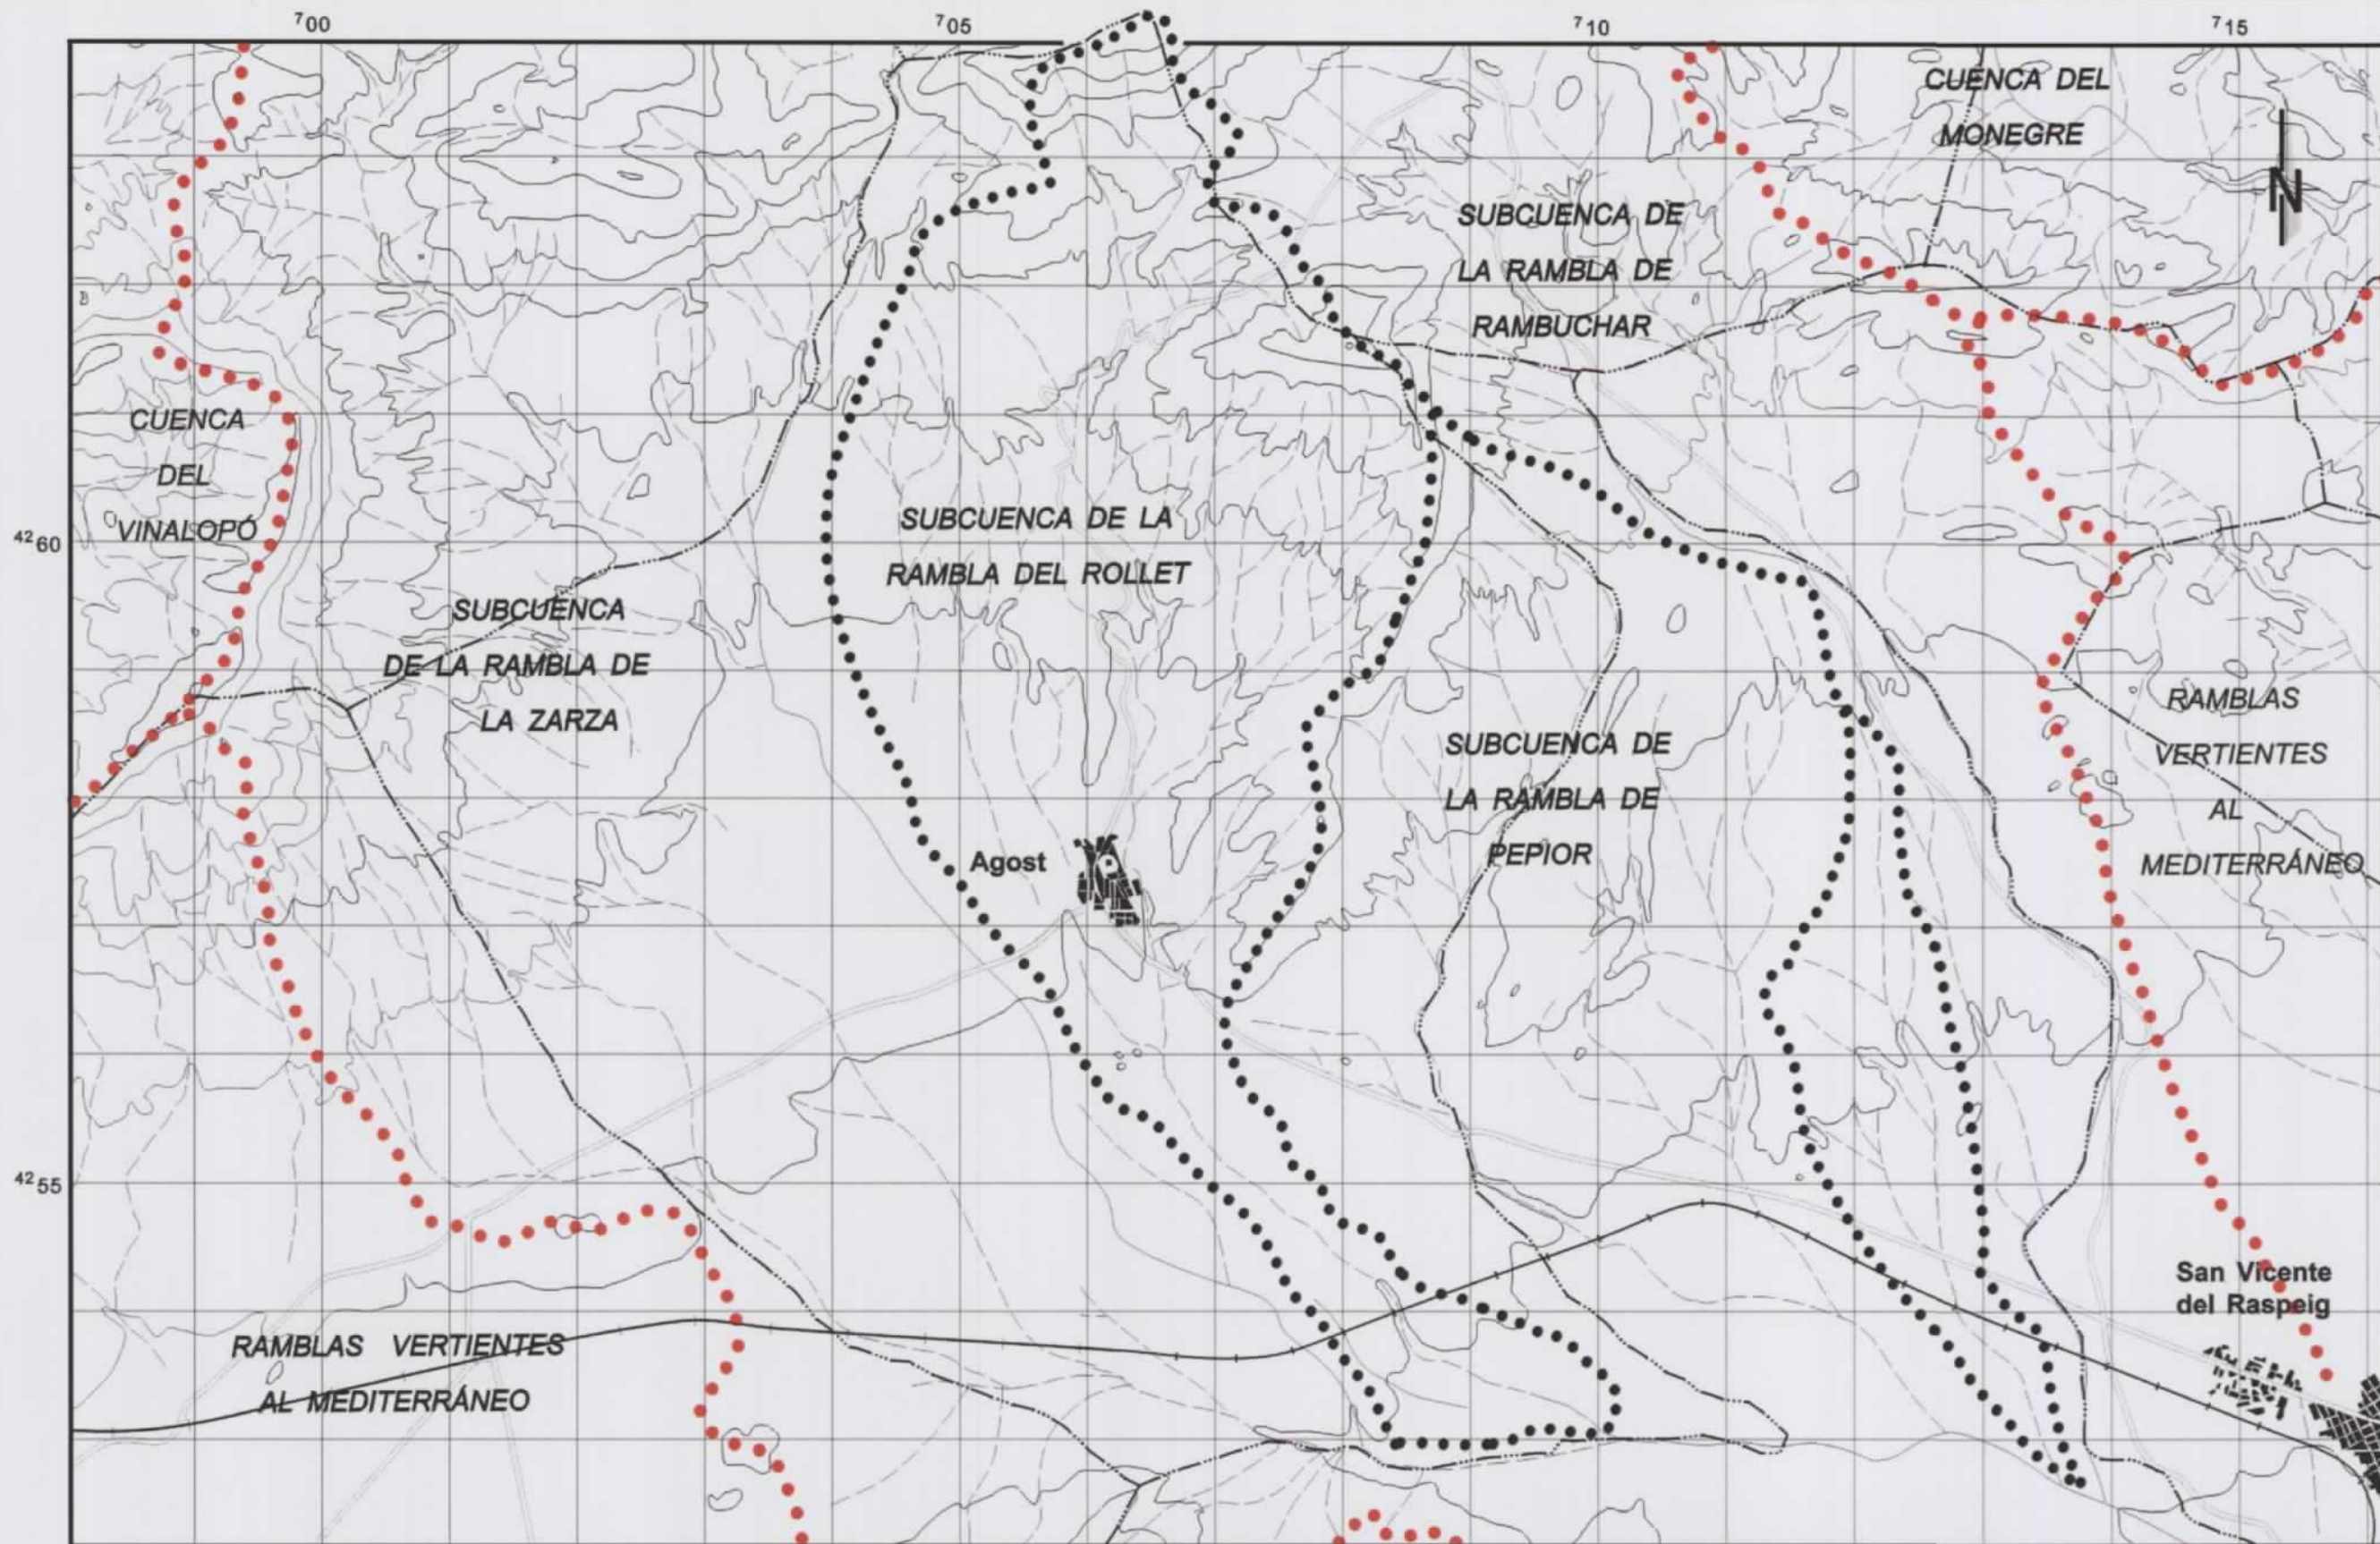 700
705
710
715
CUENCA DEL
MONEGRE
N
SUBCUENCA DE
LA RAMBLA DE
RAMBUCHAR
CUENCA
DEL
VINALOPÓ
4260
SUBCUENCA DE LA
RAMBLA DEL ROLLET
SUBCUENCA
DE LA RAMBLA DE
LA ZARZA
SUBCUENCA DE
LA RAMBLA DE
PEPIOR
RAMBLAS
VERTIENTES
AL
MEDITERRÁNEO
Agost
4255
San Vicente
del Raspeig
RAMBLAS VERTIENTES
AL MEDITERRÁNEO